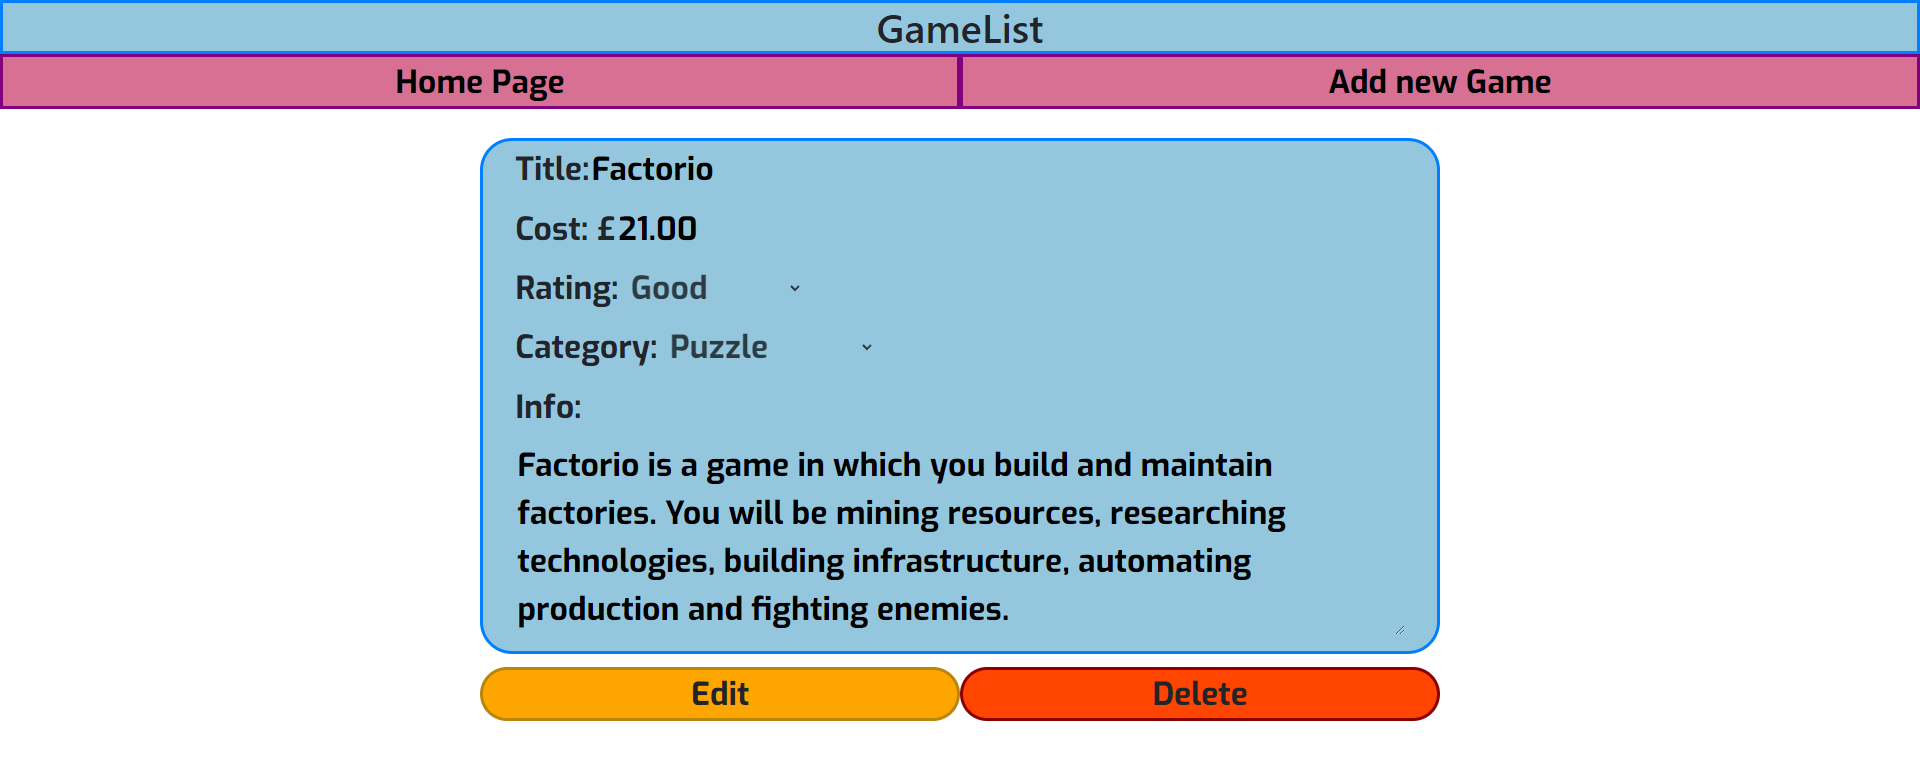 GameList
Home Page
Add new Game
Title:Factorio
Cost: £21.00
Rating: Good
Category: Puzzle
Info:
Factorio is a game in which you build and maintain
factories. You will be mining resources, researching
technologies, building infrastructure, automating
production and fighting enemies.
Edit
Delete